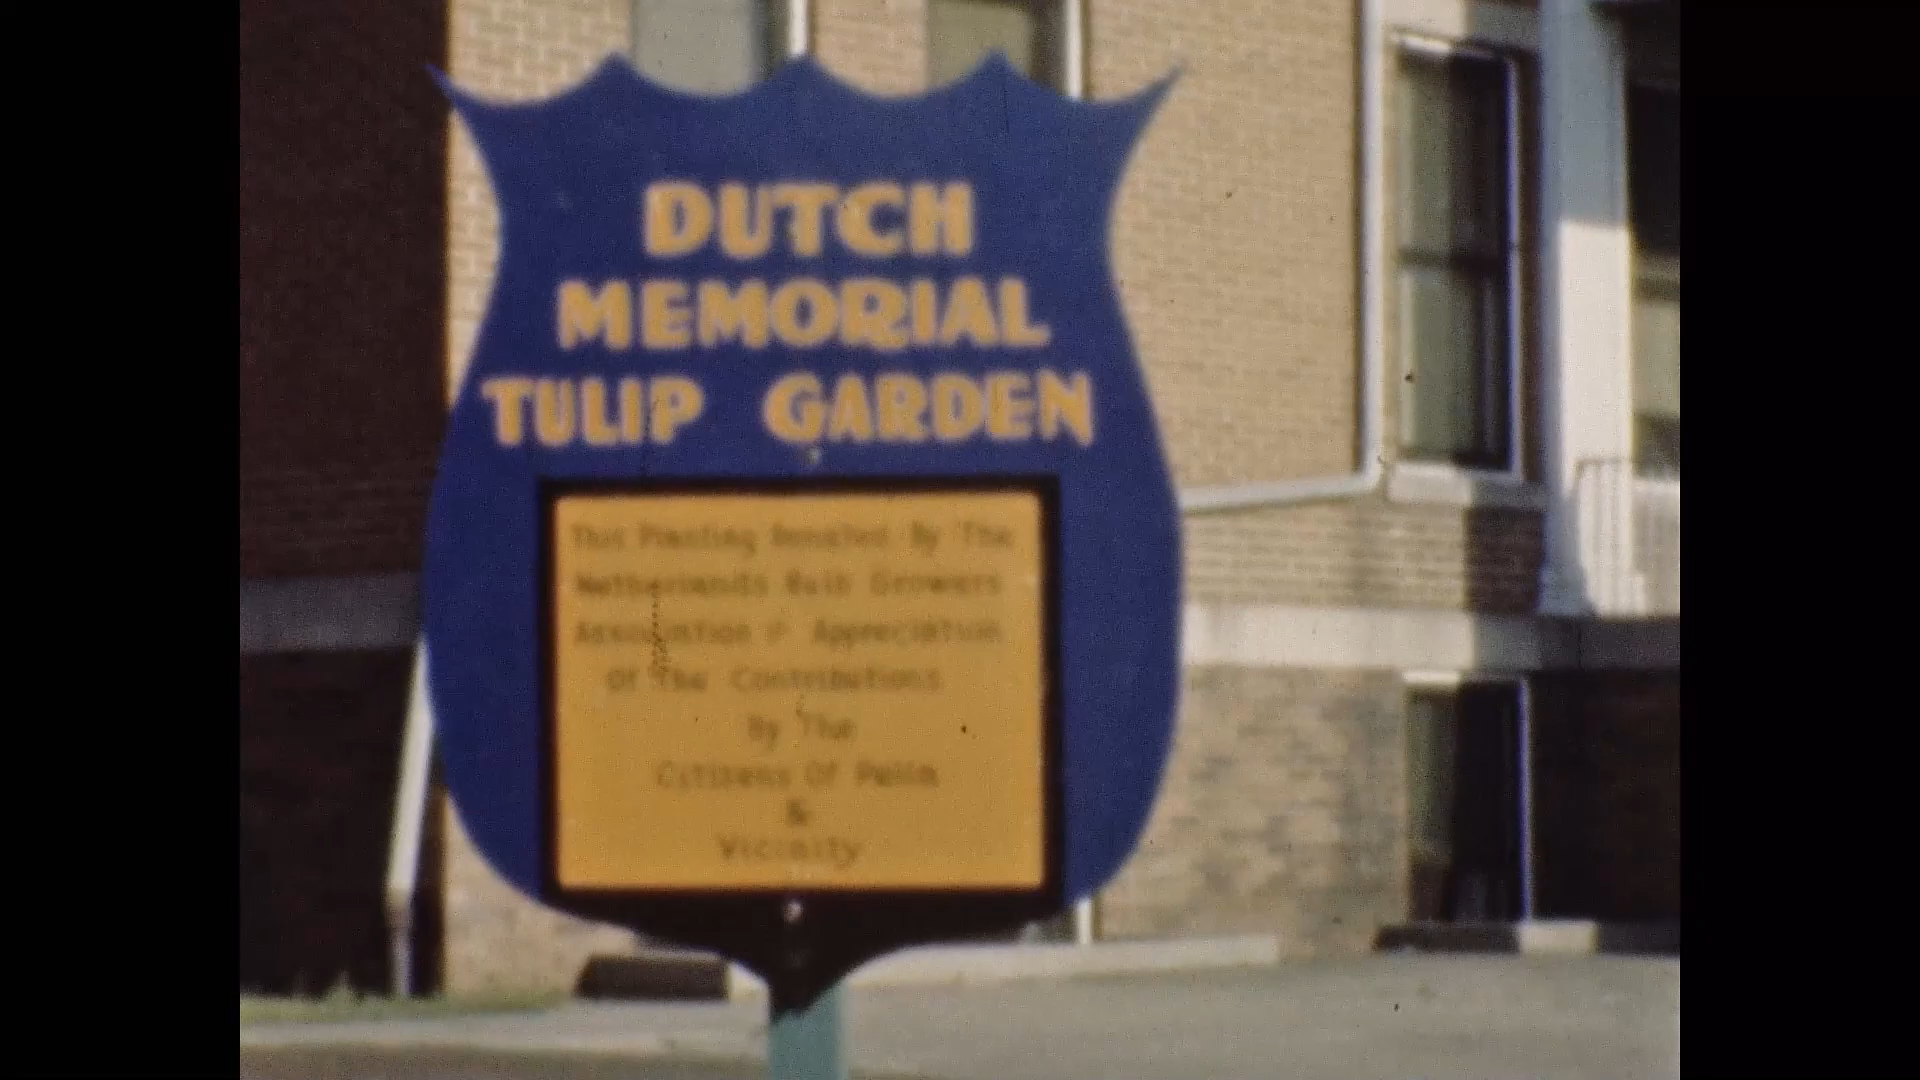 DUTCH
MEMORIAL
TULIP GARDEN
This Planting Donated By The
Netherlands Bulb Growers
Association Appreciation
Of The Contributions
by The
Citizens Of Pella
&
Vicinity